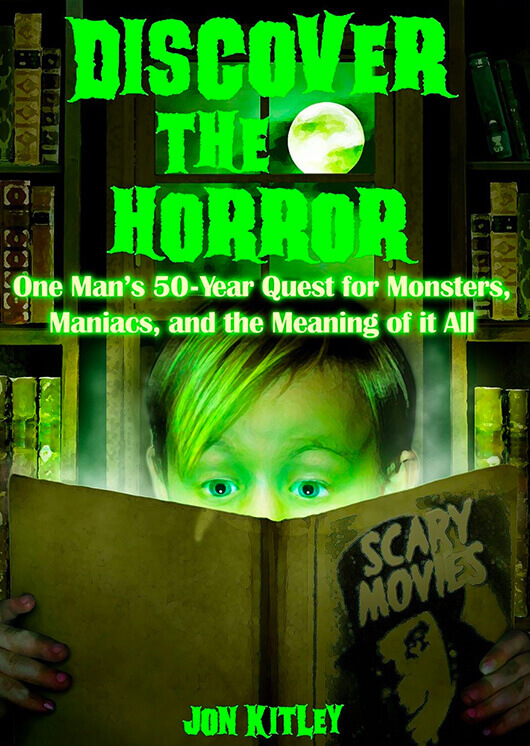 DISCOVER
THE
HORROR
One Man's 50-Year Quest for Monsters,
Maniacs, and the Meaning of it All
SCARY
MOVIES
JON KITLEY